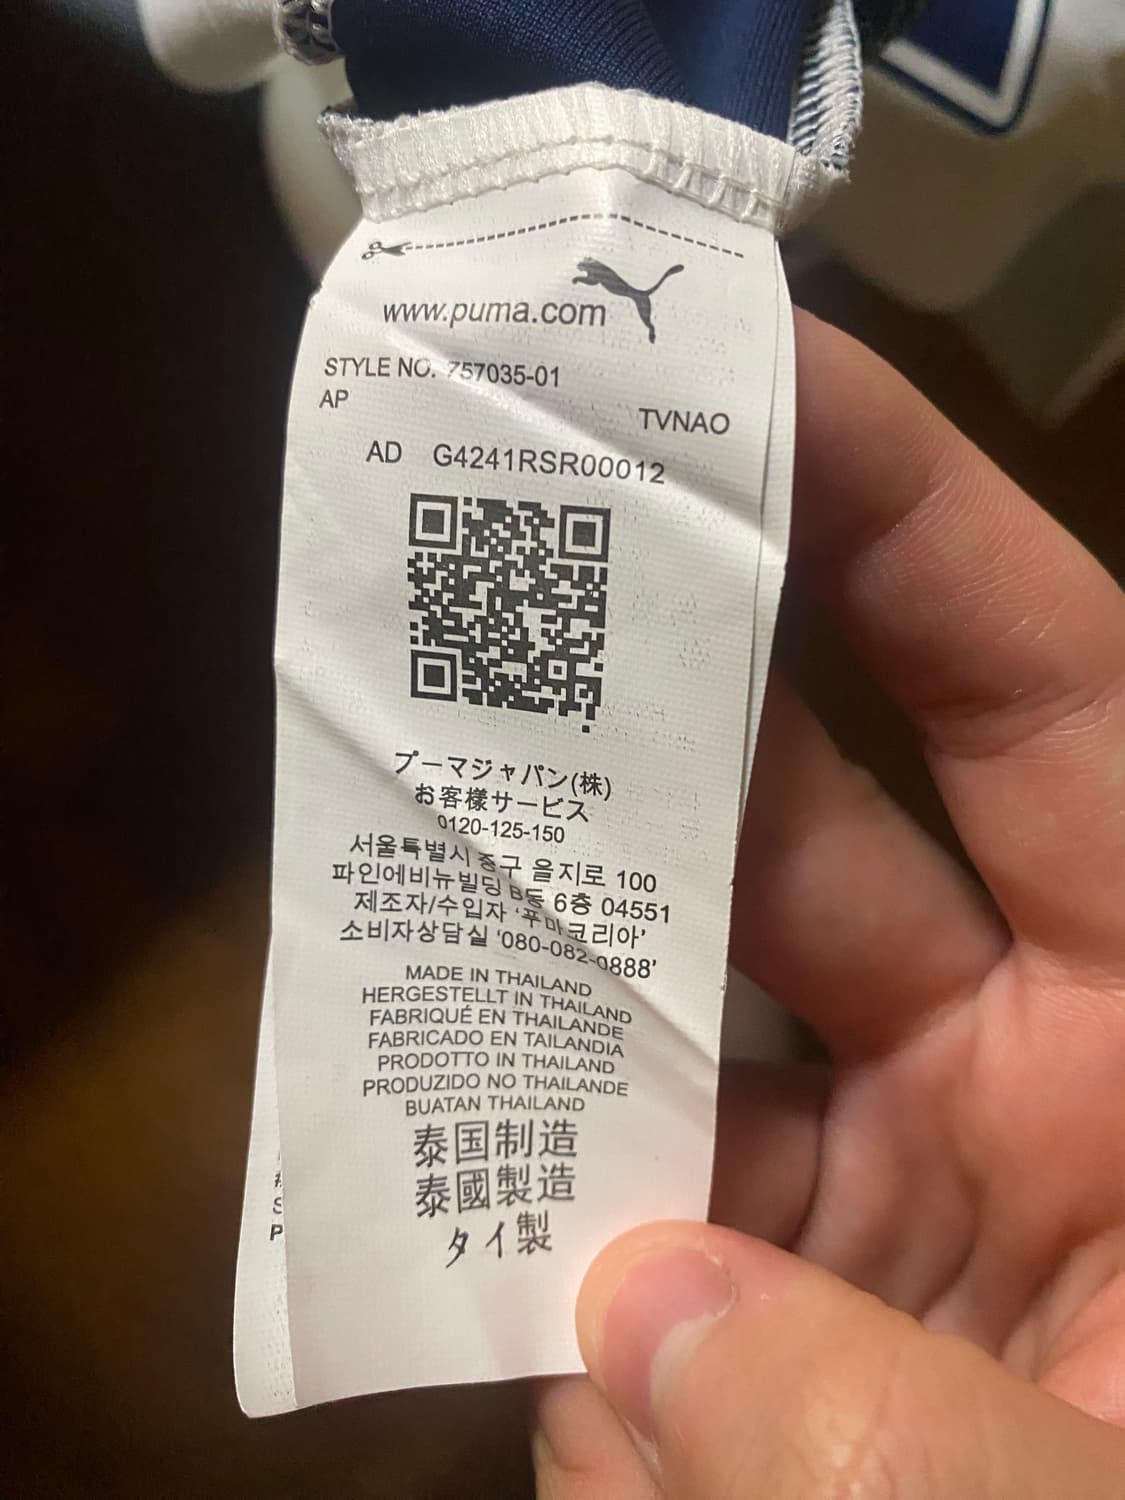 www.puma.com
STYLE NO. 757035-01
AP
TVNAO
AD G4241RSR00012
プーマジャパン(株)
お客様サービス
0120-125-150
서울특별시 중구 을지로 100
파인에비뉴빌딩 B동 6층 04551
제조자/수입자 '푸마코리아'
소비자상담실 '080-082-0888'
MADE IN THAILAND
HERGESTELLT IN THAILAND
FABRIQUÉ EN THAILANDE
FABRICADO EN TAILANDIA
PRODOTTO IN THAILAND
PRODUZIDO NO THAILANDE
BUATAN THAILAND
泰国制造
泰國製造
タイ製
S
P